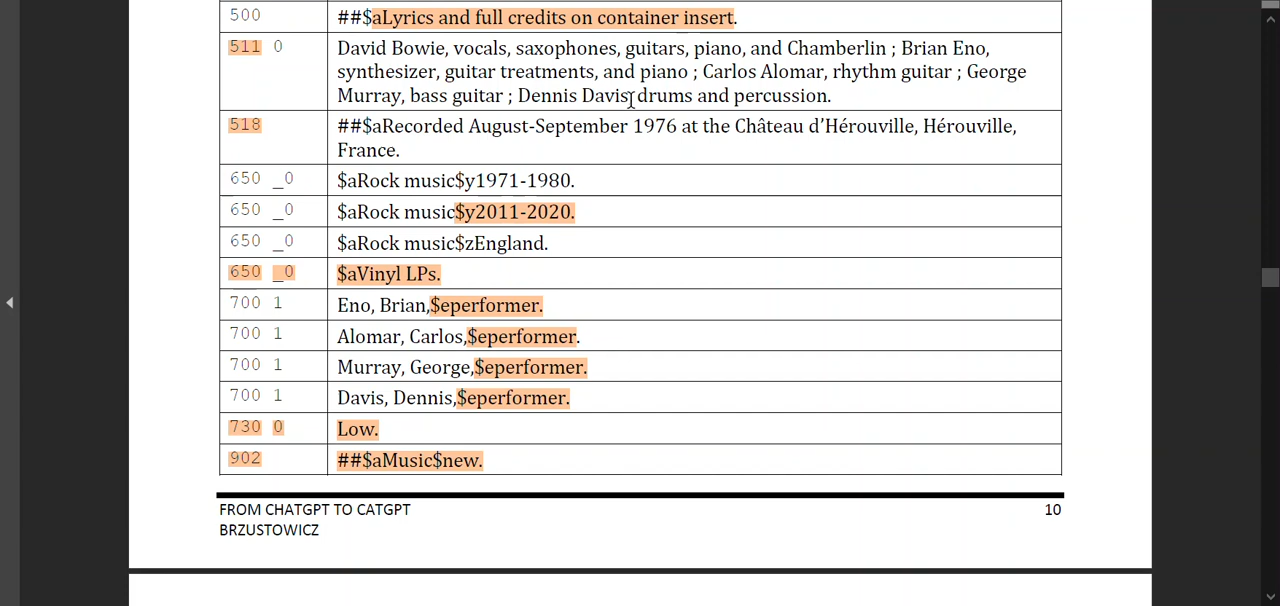 500 ##$aLyrics and full credits on container insert.
511 0 David Bowie, vocals, saxophones, guitars, piano, and Chamberlin ; Brian Eno,
synthesizer, guitar treatments, and piano ; Carlos Alomar, rhythm guitar ; George
Murray, bass guitar ; Dennis Davis, drums and percussion.
518 ##$aRecorded August-September 1976 at the Château d’Hérouville, Hérouville,
France.
650 _0 $aRock music$y1971-1980.
650 _0 $aRock music$y2011-2020.
650 _0 $aRock music$zEngland.
650 _0 $aVinyl LPs.
700 1 Eno, Brian,$eperformer.
700 1 Alomar, Carlos,$eperformer.
700 1 Murray, George,$eperformer.
700 1 Davis, Dennis,$eperformer.
730 0 Low.
902 ##$aMusic$new.
FROM CHATGPT TO CATGPT 10
BRZUSTOWICZ